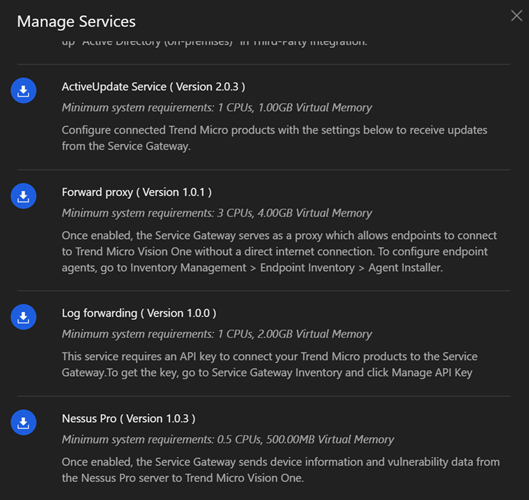 Manage Services
up "Active Directory (on-premises)" in Third-Party Integration.
ActiveUpdate Service ( Version 2.0.3 )
Minimum system requirements: 1 CPUs, 1.00GB Virtual Memory
Configure connected Trend Micro products with the settings below to receive updates
from the Service Gateway.
Forward proxy ( Version 1.0.1 )
Minimum system requirements: 3 CPUs, 4.00GB Virtual Memory
Once enabled, the Service Gateway serves as a proxy which allows endpoints to connect
to Trend Micro Vision One without a direct internet connection. To configure endpoint
agents, go to Inventory Management > Endpoint Inventory > Agent Installer.
Log forwarding ( Version 1.0.0 )
Minimum system requirements: 1 CPUs, 2.00GB Virtual Memory
This service requires an API key to connect your Trend Micro products to the Service
Gateway.To get the key, go to Service Gateway Inventory and click Manage API Key
Nessus Pro ( Version 1.0.3 )
Minimum system requirements: 0.5 CPUs, 500.00MB Virtual Memory
Once enabled, the Service Gateway sends device information and vulnerability data from
the Nessus Pro server to Trend Micro Vision One.